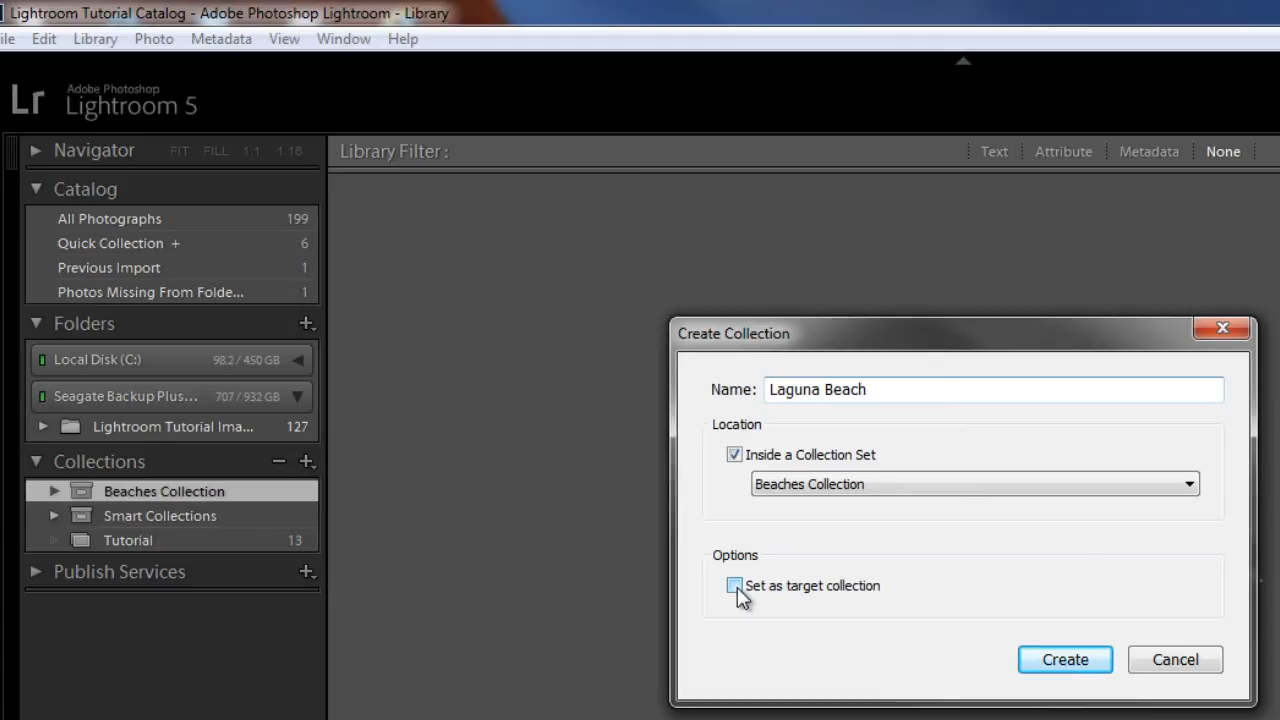 Lightroom Tutorial Catalog - Adobe Photoshop Lightroom - Library
ile Edit Library Photo Metadata View Window Help
Lr Adobe Photoshop
Lightroom 5
Navigator FIT FILL 1:1 1:18
Library Filter : Text Attribute Metadata None
Catalog
All Photographs 199
Quick Collection + 6
Previous Import 1
Photos Missing From Folde... 1
Folders
Local Disk (C:) 98.2 / 450 GB
Seagate Backup Plus... 707 / 932 GB
Lightroom Tutorial Ima... 127
Collections
Beaches Collection
Smart Collections
Tutorial 13
Publish Services
Create Collection
Name: Laguna Beach
Location
Inside a Collection Set
Beaches Collection
Options
Set as target collection
Create Cancel